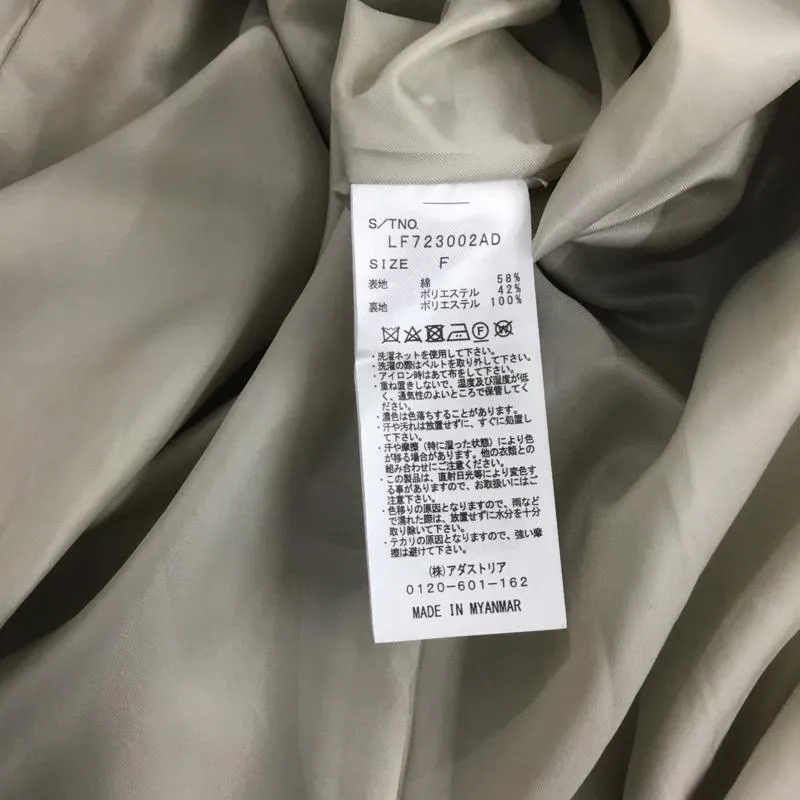 S/TNO.
LF723002AD
SIZE F
表地 綿 58%
ポリエステル 42%
裏地 ポリエステル 100%
・洗濯ネットを使用して下さい。
・洗濯の際はベルトを取り外して下さい。
・アイロン時はあて布をして下さい。
・重ね置きしないで、温度及び湿度が低
く、通気性のよいところで保管してく
ださい。
・濃色は色落ちすることがあります。
・汗や汚れは放置せずに、すぐに処置し
て下さい。
・汗や摩擦（特に湿った状態）により色
が移る場合があります。他の衣類との
組み合わせにご注意ください。
・この製品は、直射日光等により変色す
る事がありますので、お取扱いにはご
注意下さい。
・色移りの原因となりますので、雨など
で濡れた際は、放置せずに水分を十分
取り除いて下さい。
・テカリの原因となりますので、強い摩
擦は避けて下さい。
(株)アダストリア
0120-601-162
MADE IN MYANMAR